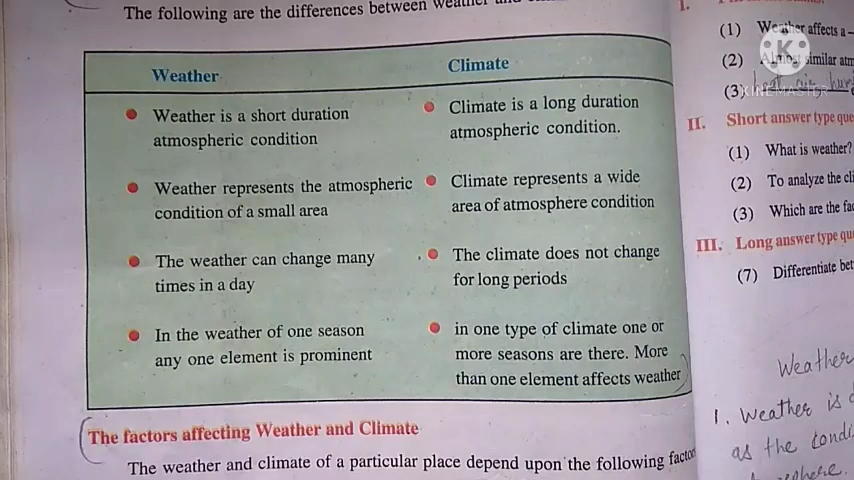 The following are the differences between weather and
Weather
Climate
Weather is a short duration
atmospheric condition
Climate is a long duration
atmospheric condition.
Weather represents the atmospheric
condition of a small area
Climate represents a wide
area of atmosphere condition
The weather can change many
times in a day
The climate does not change
for long periods
In the weather of one season
any one element is prominent
in one type of climate one or
more seasons are there. More
than one element affects weather
The factors affecting Weather and Climate
The weather and climate of a particular place depend upon the following
I.
(1) Weather affects a
(2) Almost similar
(3)
KINEMASTER
II. Short answer type
(1) What is weather?
(2) To analyze the
(3) Which are the
III. Long answer type
(7) Differentiate
Weather
1. Weather is
as the